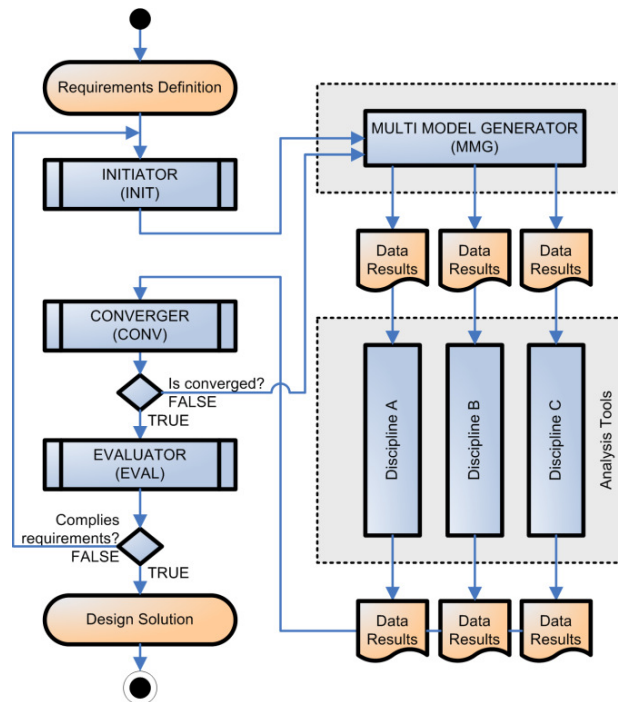 Requirements Definition
INITIATOR
(INIT)
MULTI MODEL GENERATOR
(MMG)
Data
Results
Data
Results
Data
Results
CONVERGER
(CONV)
Is converged?
FALSE
TRUE
EVALUATOR
(EVAL)
Complies
requirements?
FALSE
TRUE
Design Solution
Discipline A
Discipline B
Discipline C
Analysis Tools
Data
Results
Data
Results
Data
Results